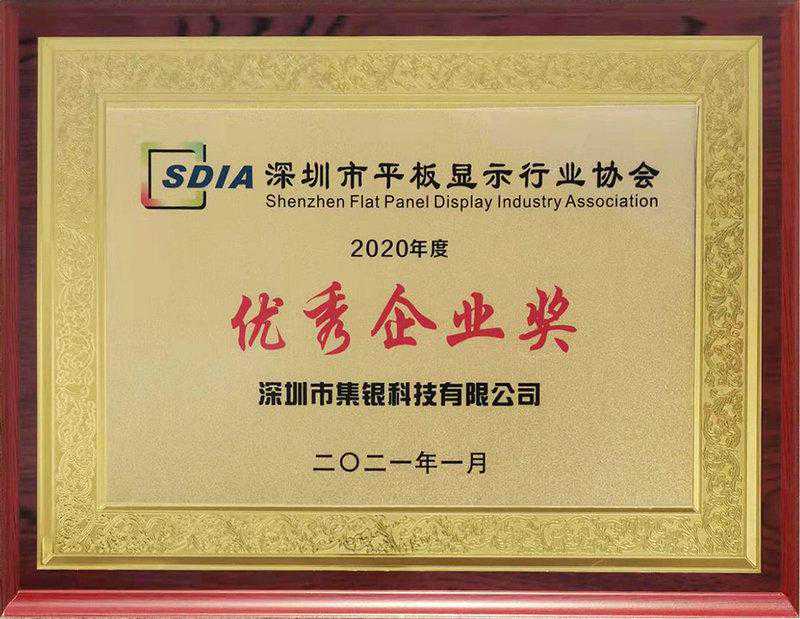 SDIA 深圳市平板显示行业协会
Shenzhen Flat Panel Display Industry Association
2020年度
优秀企业奖
深圳市集银科技有限公司
二〇二一年一月